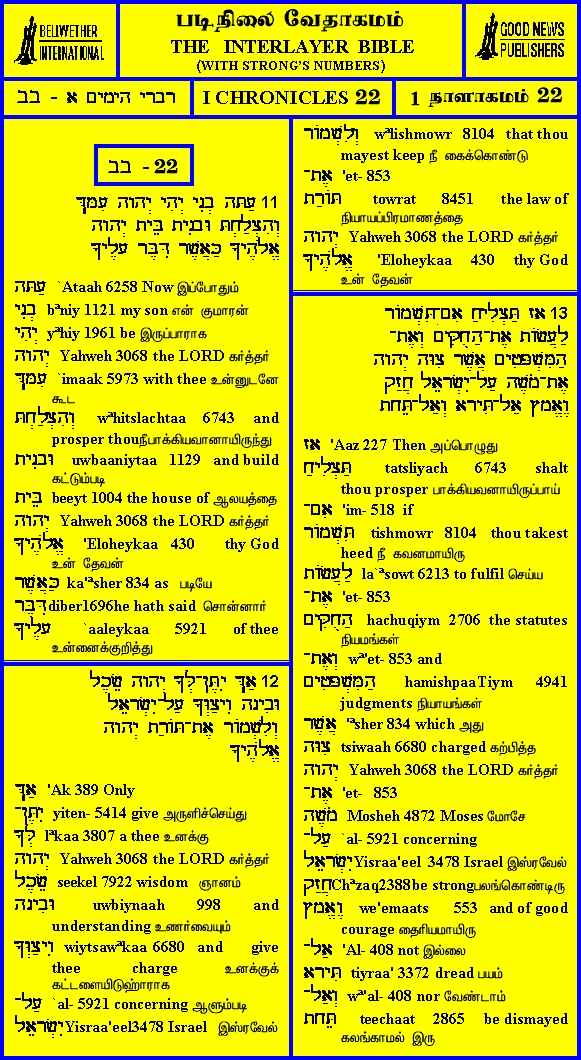 BELLWETHER
INTERNATIONAL
படிநிலை வேதாகமம்
THE INTERLAYER BIBLE
(WITH STRONG'S NUMBERS)
GOOD NEWS
PUBLISHERS
דברי הימים א - בב
I CHRONICLES 22
1 நாளாகமம் 22
בב - 22
11 עַתָּה בְנִי יְהִי יְהוָה עִמָּךְ
וְהִצְלַחְתָּ וּבָנִיתָ בֵּית יְהוָה
אֱלֹהֶיךָ כַּאֲשֶׁר דִּבֶּר עָלֶיךָ
עַתָּה `Ataah 6258 Now இப்போதும்
בְנִי bªniy 1121 my son என் குமாரன்
יְהִי yªhiy 1961 be இருப்பாராக
יְהוָה Yahweh 3068 the LORD கர்த்தர்
עִמָּךְ `imaak 5973 with thee உன்னுடனே
கூட
וְהִצְלַחְתָּ wªhitslachtaa 6743 and
prosper thou நீபாக்கியவானாயிருந்து
וּבָנִיתָ uwbaaniytaa 1129 and build
கட்டும்படி
בֵּית beeyt 1004 the house of ஆலயத்தை
יְהוָה Yahweh 3068 the LORD கர்த்தர்
אֱלֹהֶיךָ 'Eloheykaa 430 thy God
உன் தேவன்
כַּאֲשֶׁר ka'ªsher 834 as படியே
דִּבֶּר diber1696he hath said சொன்னார்
עָלֶיךָ `aaleykaa 5921 of thee
உன்னைக்குறித்து
12 אַךְ יִתֶּן־לְּךָ יְהוָה שֵׂכֶל
וּבִינָה וִיצַוְּךָ עַל־יִשְׂרָאֵל
וְלִשְׁמוֹר אֶת־תּוֹרַת יְהוָה
אֱלֹהֶיךָ
אַךְ 'Ak 389 Only
יִתֶּן־ yiten- 5414 give அருளிச்செய்து
לְּךָ lªkaa 3807 a thee உனக்கு
יְהוָה Yahweh 3068 the LORD கர்த்தர்
שֵׂכֶל seekel 7922 wisdom ஞானம்
וּבִינָה uwbiynaah 998 and
understanding உணர்வையும்
וִיצַוְּךָ wiytsawªkaa 6680 and give
thee charge உனக்குக்
கட்டளையிடுஹாராக
עַל־ `al- 5921 concerning ஆளும்படி
יִשְׂרָאֵל Yisraa'eel3478 Israel இஸ்ரவேல்
וְלִשְׁמוֹר wªlishmowr 8104 that thou
mayest keep நீ கைக்கொண்டு
אֶת־ 'et- 853
תּוֹרַת towrat 8451 the law of
நியாயப்பிரமாணத்தை
יְהוָה Yahweh 3068 the LORD கர்த்தர்
אֱלֹהֶיךָ 'Eloheykaa 430 thy God
உன் தேவன்
13 אָז תַּצְלִיחַ אִם־תִּשְׁמוֹר
לַעֲשׂוֹת אֶת־הַחֻקִּים וְאֶת־
הַמִּשְׁפָּטִים אֲשֶׁר צִוָּה יְהוָה
אֶת־מֹשֶׁה עַל־יִשְׂרָאֵל חֲזַק
וֶאֱמָץ אַל־תִּירָא וְאַל־תֵּחָת
אָז 'Aaz 227 Then அப்பொழுது
תַּצְלִיחַ tatsliyach 6743 shalt
thou prosper பாக்கியவனாயிருப்பாய்
אִם־ 'im- 518 if
תִּשְׁמוֹר tishmowr 8104 thou takest
heed நீ கவனமாயிரு
לַעֲשׂוֹת la`ªsowt 6213 to fulfil செய்ய
אֶת־ 'et- 853
הַחֻקִּים hachuqiym 2706 the statutes
நியமங்கள்
וְאֶת־ wª'et- 853 and
הַמִּשְׁפָּטִים hamishpaaTiym 4941
judgments நியாயங்கள்
אֲשֶׁר 'ªsher 834 which அது
צִוָּה tsiwaah 6680 charged கற்பித்த
יְהוָה Yahweh 3068 the LORD கர்த்தர்
אֶת־ 'et- 853
מֹשֶׁה Mosheh 4872 Moses மோசே
עַל־ `al- 5921 concerning
יִשְׂרָאֵל Yisraa'eel 3478 Israel இஸ்ரவேல்
חֲזַק Chªzaq2388be strongபலங்கொண்டிரு
וֶאֱמָץ we'emaats 553 and of good
courage தைரியமாயிரு
אַל־ 'Al- 408 not இல்லை
תִּירָא tiyraa' 3372 dread பயம்
וְאַל־ wª'al- 408 nor வேண்டாம்
תֵּחָת teechaat 2865 be dismayed
கலங்காமல் இரு